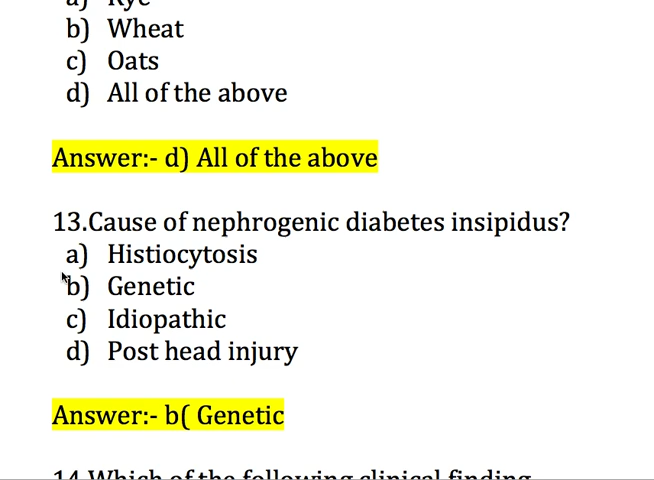 a) Rye
b) Wheat
c) Oats
d) All of the above
Answer:- d) All of the above
13.Cause of nephrogenic diabetes insipidus?
a) Histiocytosis
b) Genetic
c) Idiopathic
d) Post head injury
Answer:- b( Genetic
14.Which of the following clinical finding